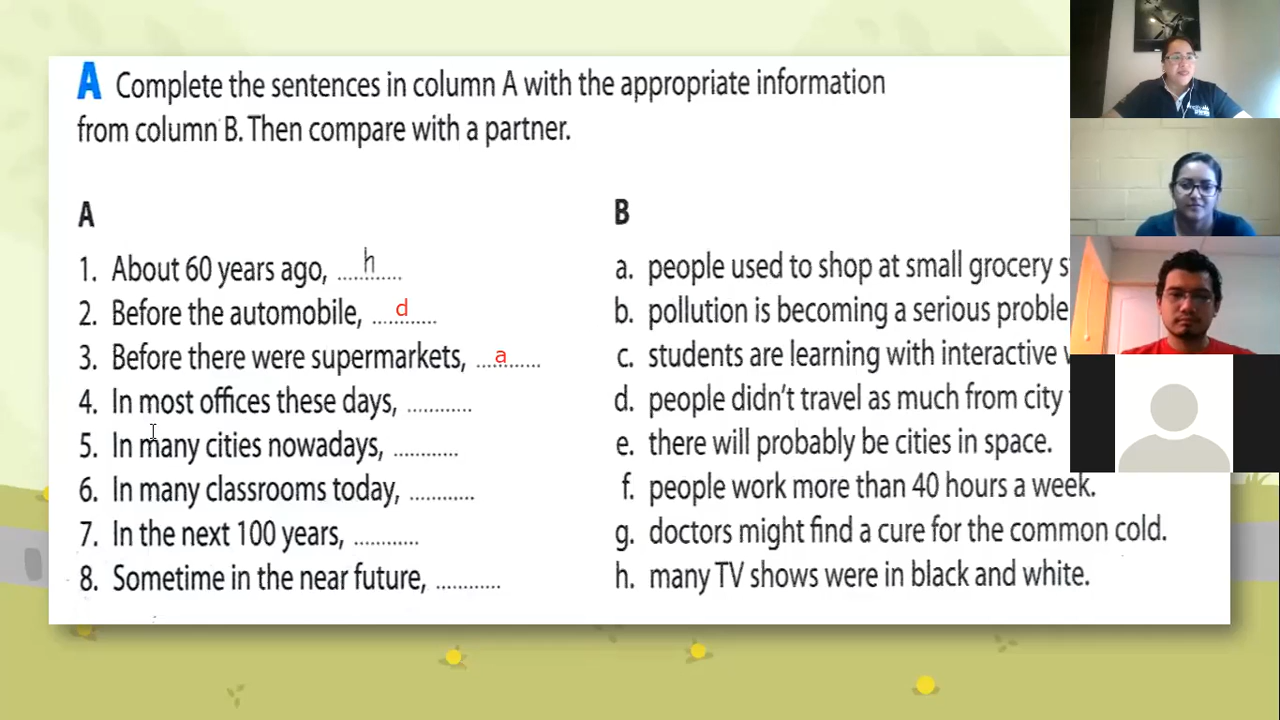 A Complete the sentences in column A with the appropriate information
from column B. Then compare with a partner.
A
1. About 60 years ago, ....h....
2. Before the automobile, ....d....
3. Before there were supermarkets, ....a....
4. In most offices these days, ............
5. In many cities nowadays, ............
6. In many classrooms today, ............
7. In the next 100 years, ............
8. Sometime in the near future, ............
B
a. people used to shop at small grocery
b. pollution is becoming a serious
c. students are learning with interactive
d. people didn't travel as much from city
e. there will probably be cities in space.
f. people work more than 40 hours a week.
g. doctors might find a cure for the common cold.
h. many TV shows were in black and white.